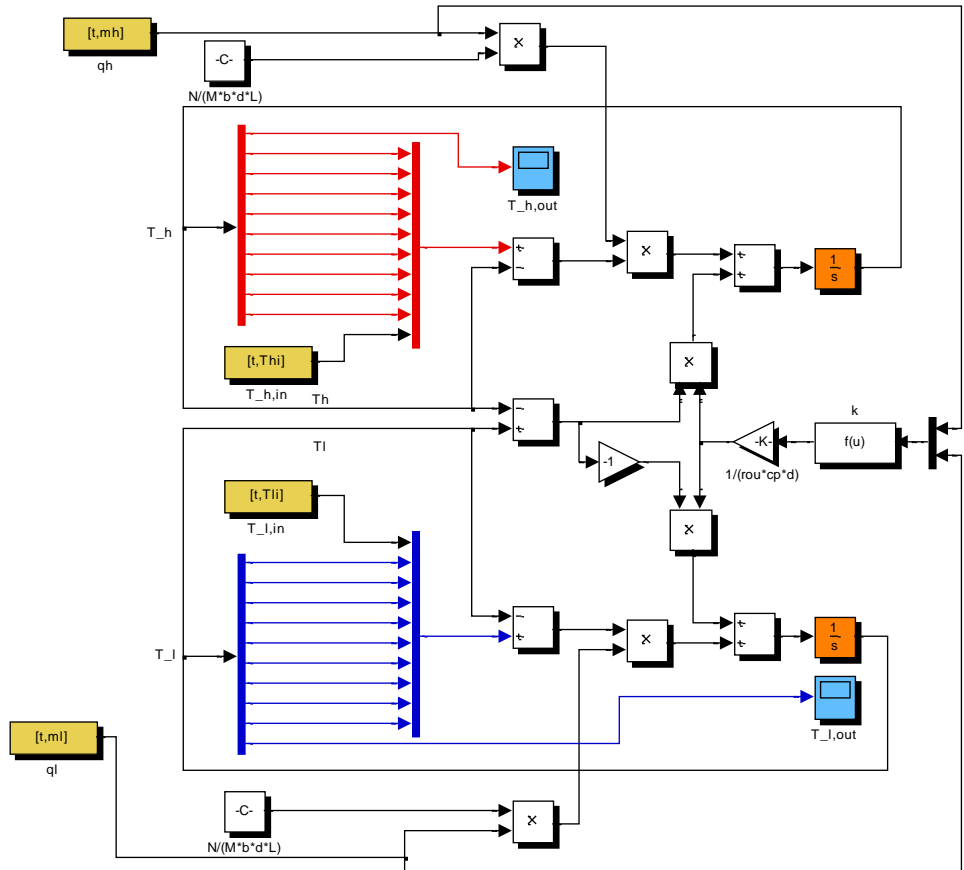 [t,mh]
qh
-C-
N/(M*b*d*L)
×
T_h,out
T_h
+
−
×
+
+
1
s
[t,Thi]
T_h,in
Th
×
−
+
k
f(u)
-K-
1/(rou*cp*d)
-1
Tl
[t,Tli]
T_l,in
×
−
+
×
+
+
1
s
T_l
T_l,out
[t,ml]
ql
-C-
N/(M*b*d*L)
×